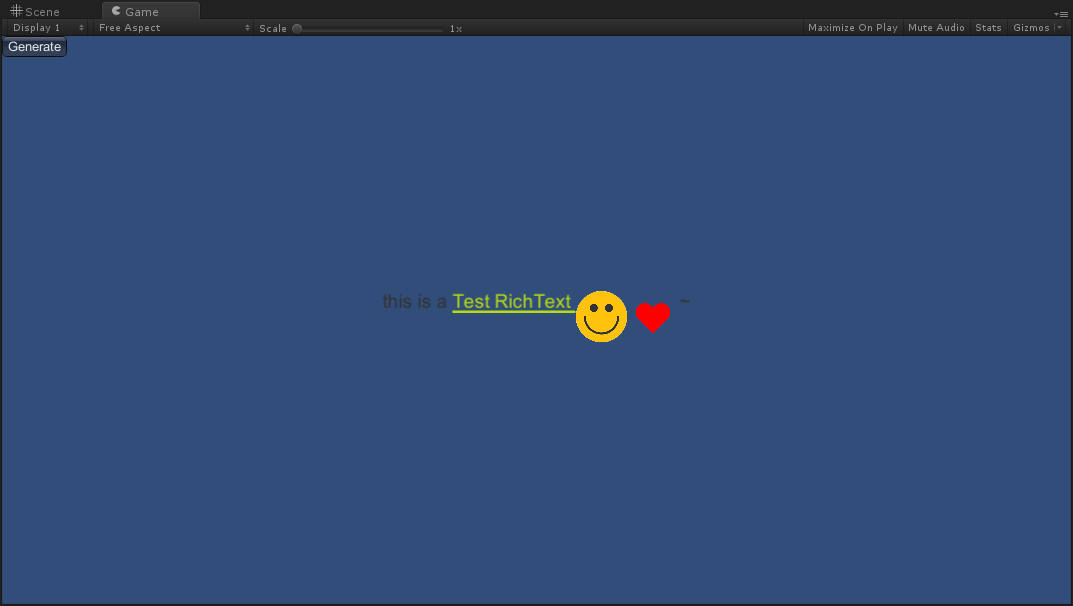 Scene Game
Display 1 Free Aspect Scale 1x Maximize On Play Mute Audio Stats Gizmos
Generate
this is a Test RichText ~